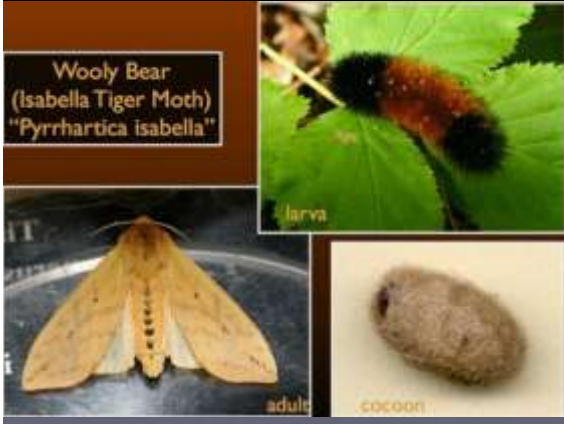 Wooly Bear
(Isabella Tiger Moth)
“Pyrrhartica isabella”
larva
adult
cocoon